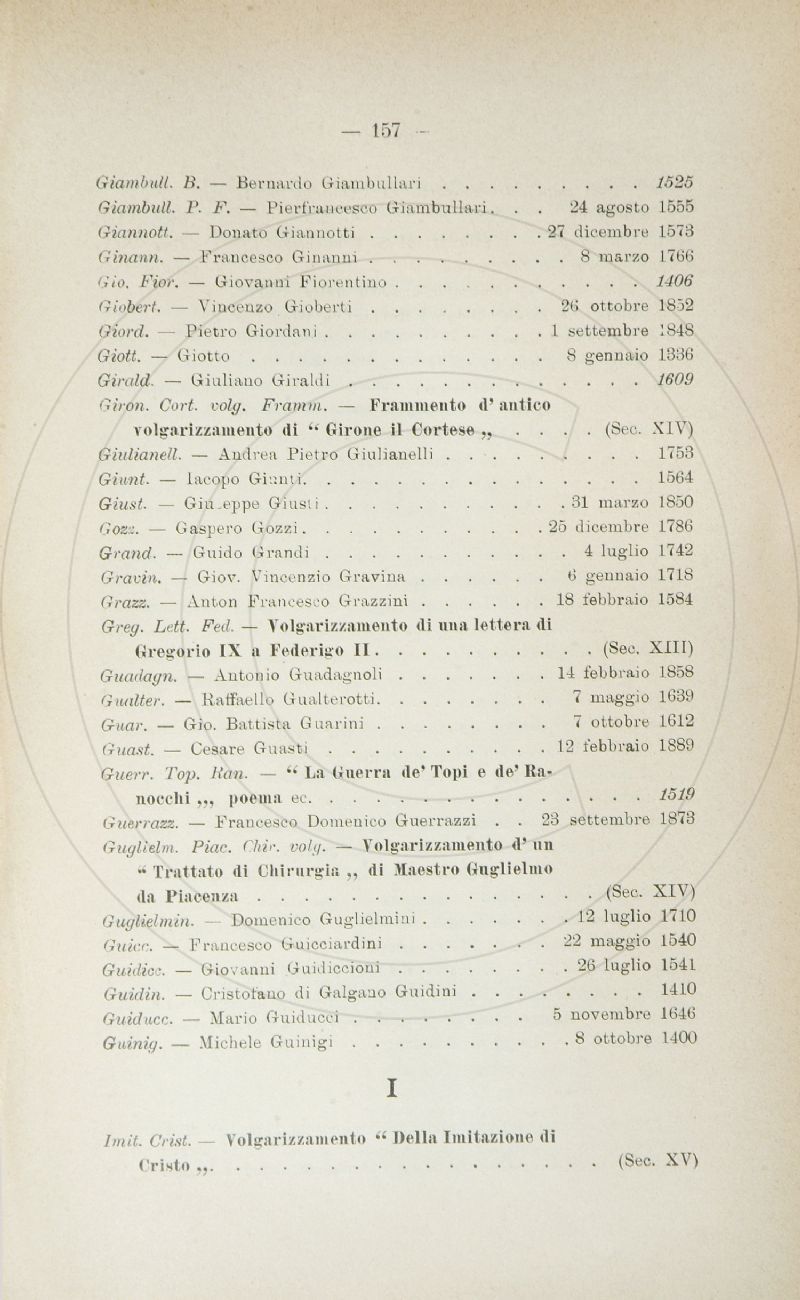 — 157 —
Giambull. B. — Bernardo Giambullari . . . . . . . . . 1525
Giambull. P. F. — Pierfrancesco Giambullari. . . 24 agosto 1555
Giannott. — Donato Giannotti . . . . . . . . 27 dicembre 1573
Ginann. — Francesco Ginanni . . . . . . . . . 8 marzo 1766
Gio. Fior. — Giovanni Fiorentino . . . . . . . . . . . 1406
Giobert. — Vincenzo Gioberti . . . . . . . . 26 ottobre 1852
Giord. — Pietro Giordani . . . . . . . . . . 1 settembre 1848
Giott. — Giotto . . . . . . . . . . . . . 8 gennaio 1336
Girald. — Giuliano Giraldi . . . . . . . . . . . . . 1609
Giron. Cort. volg. Framm. — Frammento d' antico
volgarizzamento di “ Girone il Cortese „ . . . . (Sec. XIV)
Giulianell. — Andrea Pietro Giulianelli . . . . . . . . . 1753
Giunt. — Iacopo Giunti. . . . . . . . . . . . . . . 1564
Giust. — Giu.eppe Giusti . . . . . . . . . . . 31 marzo 1850
Gozz. — Gaspero Gozzi . . . . . . . . . . . 25 dicembre 1786
Grand. — Guido Grandi . . . . . . . . . . . 4 luglio 1742
Gravin. — Giov. Vincenzio Gravina . . . . . . 6 gennaio 1718
Grazz. — Anton Francesco Grazzini . . . . . . 18 febbraio 1584
Greg. Lett. Fed. — Volgarizzamento di una lettera di
Gregorio IX a Federigo II . . . . . . . . . . (Sec. XIII)
Guadagn. — Antonio Guadagnoli . . . . . . . 14 febbraio 1858
Gualter. — Raffaello Gualterotti. . . . . . . . 7 maggio 1639
Guar. — Gio. Battista Guarini . . . . . . . . 7 ottobre 1612
Guast. — Cesare Guasti . . . . . . . . . . 12 febbraio 1889
Guerr. Top. Ran. — “ La Guerra de' Topi e de' Ra-
nocchi „, poema ec. . . . . . . . . . . . . . . . 1519
Guerrazz. — Francesco Domenico Guerrazzi . . 23 settembre 1873
Guglielm. Piac. Chir. volg. — Volgarizzamento d' un
“ Trattato di Chirurgia „ di Maestro Guglielmo
da Piacenza . . . . . . . . . . . . . . . (Sec. XIV)
Guglielmin. — Domenico Guglielmini . . . . . . . 12 luglio 1710
Guicc. — Francesco Guicciardini . . . . . . . 22 maggio 1540
Guidicc. — Giovanni Guidiccioni . . . . . . . . 26 luglio 1541
Guidin. — Cristofano di Galgano Guidini . . . . . . . . 1410
Guiducc. — Mario Guiducci . . . . . . . . 5 novembre 1646
Guinig. — Michele Guinigi . . . . . . . . . . 8 ottobre 1400
I
Imit. Crist. — Volgarizzamento “ Della Imitazione di
Cristo „. . . . . . . . . . . . . . . . . . (Sec. XV)